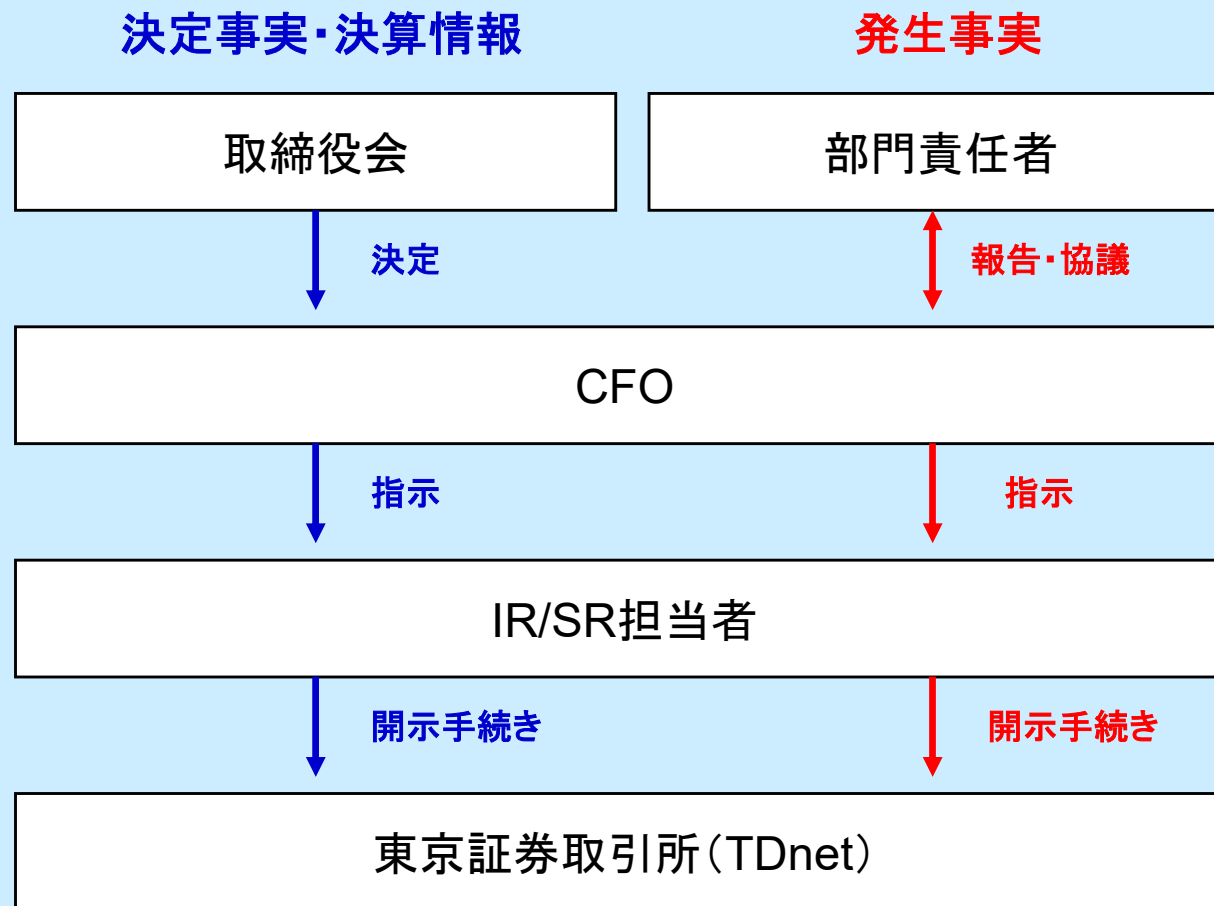 決定事実・決算情報
発生事実
取締役会
部門責任者
決定
報告・協議
CFO
指示
指示
IR/SR担当者
開示手続き
開示手続き
東京証券取引所（TDnet）